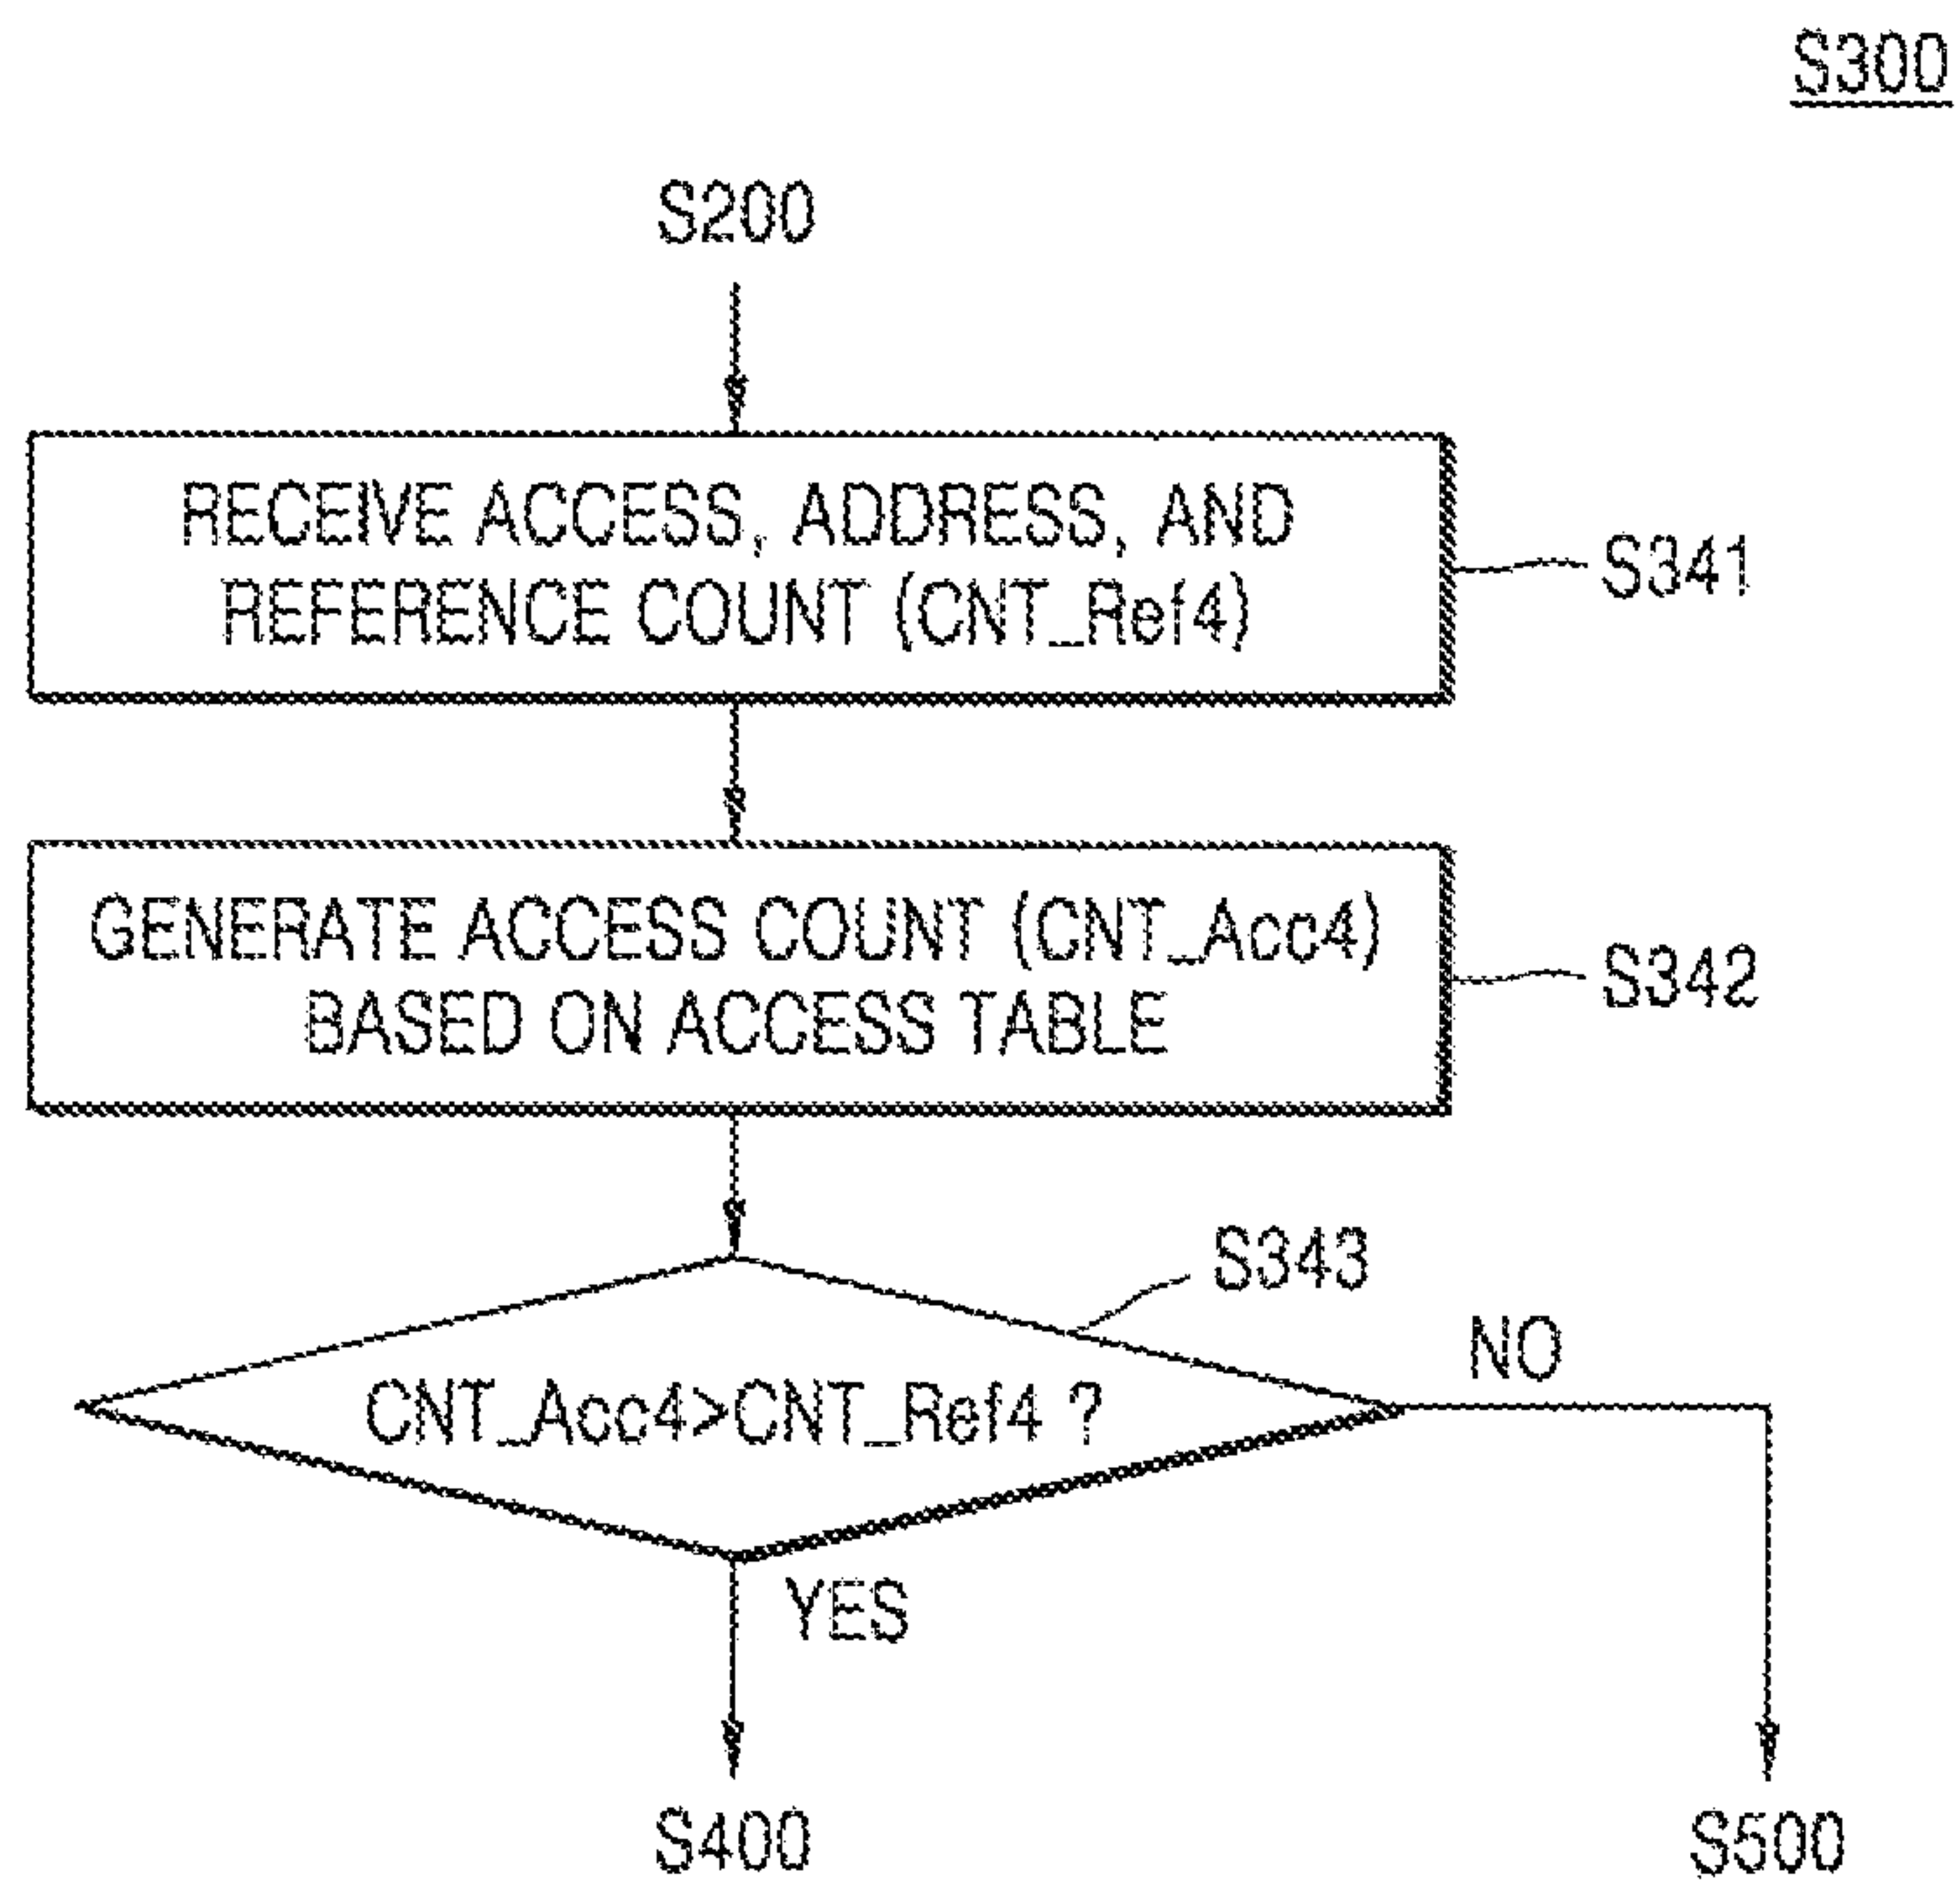 S300
S200
RECEIVE ACCESS, ADDRESS, AND
REFERENCE COUNT (CNT_Ref4)
S341
GENERATE ACCESS COUNT (CNT_Acc4)
BASED ON ACCESS TABLE
S342
S343
CNT_Acc4>CNT_Ref4 ?
NO
YES
S400
S500